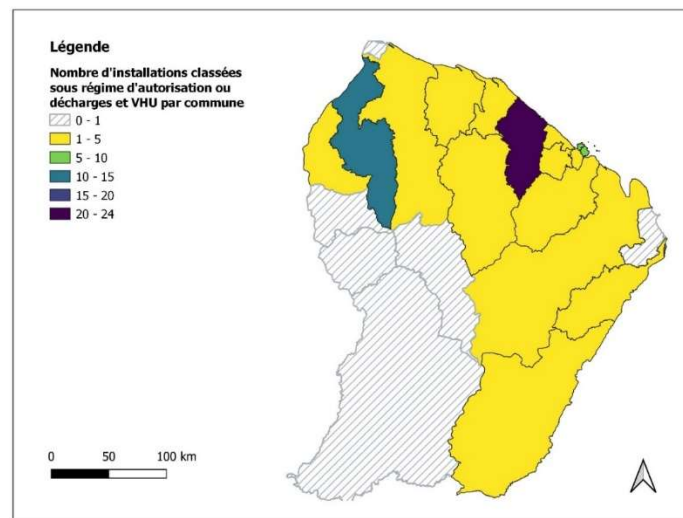 Légende
Nombre d'installations classées
sous régime d'autorisation ou
décharges et VHU par commune
0 - 1
1 - 5
5 - 10
10 - 15
15 - 20
20 - 24
0 50 100 km